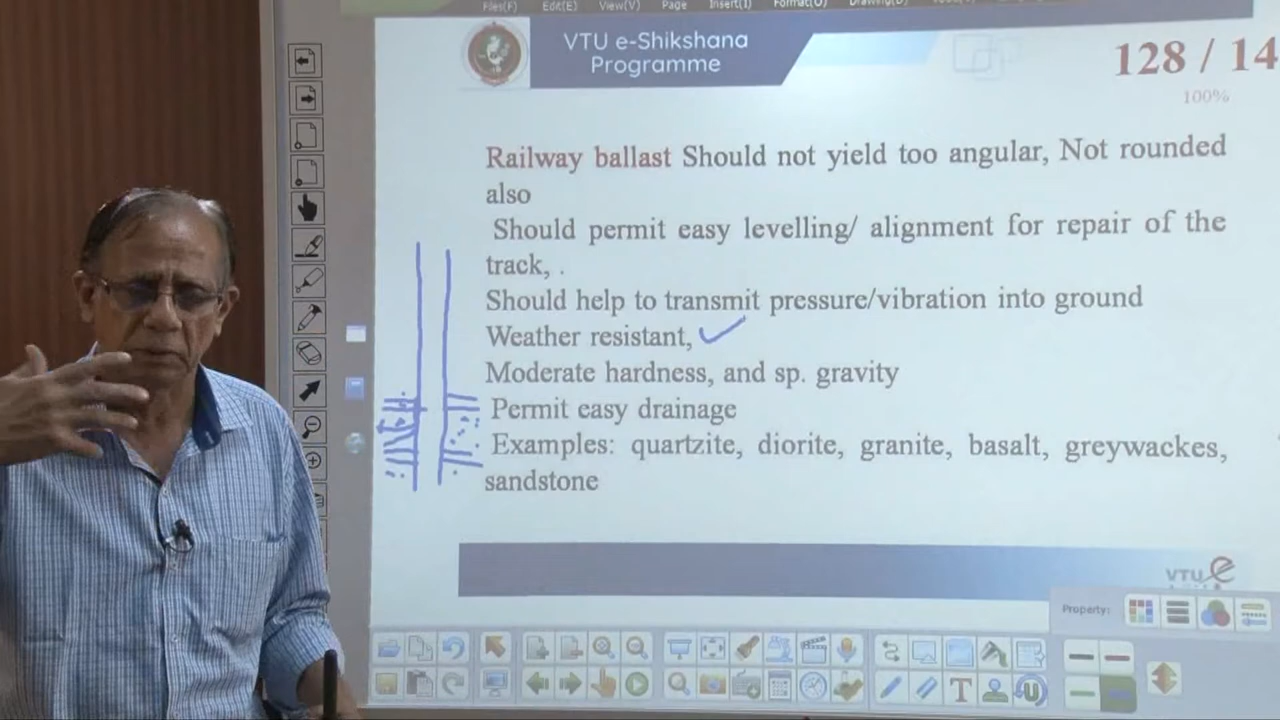 Files(F) Edit(E) View(V) Page Insert(I) Format(O) Drawing(D)
VTU e-Shikshana
Programme
128 / 14
100%
Railway ballast Should not yield too angular, Not rounded
also
Should permit easy levelling/ alignment for repair of the
track, .
Should help to transmit pressure/vibration into ground
Weather resistant,
Moderate hardness, and sp. gravity
Permit easy drainage
Examples: quartzite, diorite, granite, basalt, greywackes,
sandstone
VTU e
Property: